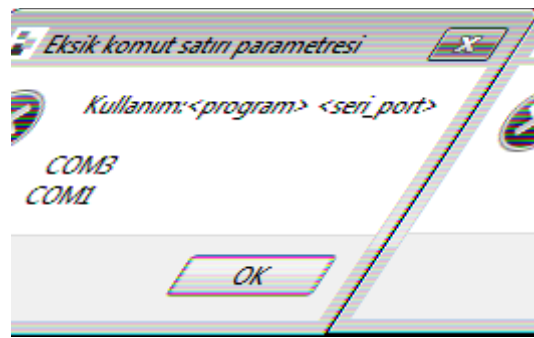 Eksik komut satırı parametresi
Kullanım:<program> <seri_port>
COM3
COM1
OK